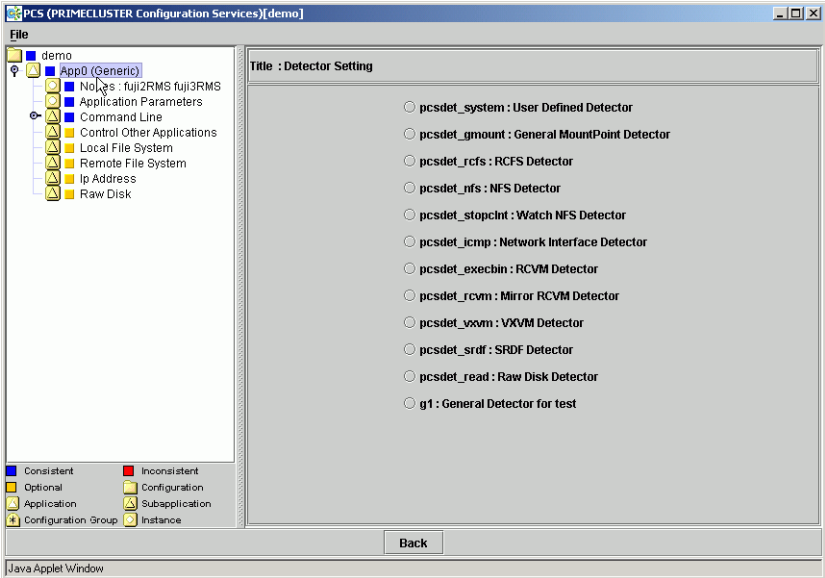 PCS (PRIMECLUSTER Configuration Services)[demo]
File
demo
App0 (Generic)
Nodes : fuji2RMS fuji3RMS
Application Parameters
Command Line
Control Other Applications
Local File System
Remote File System
Ip Address
Raw Disk
Title : Detector Setting
pcsdet_system : User Defined Detector
pcsdet_gmount : General MountPoint Detector
pcsdet_rcfs : RCFS Detector
pcsdet_nfs : NFS Detector
pcsdet_stopclnt : Watch NFS Detector
pcsdet_icmp : Network Interface Detector
pcsdet_execbin : RCVM Detector
pcsdet_rcvm : Mirror RCVM Detector
pcsdet_vxvm : VXVM Detector
pcsdet_srdf : SRDF Detector
pcsdet_read : Raw Disk Detector
g1 : General Detector for test
Consistent Inconsistent
Optional Configuration
Application Subapplication
Configuration Group Instance
Back
Java Applet Window